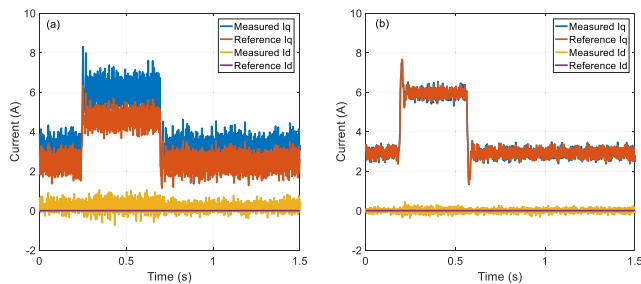 (a)
Measured Iq
Reference Iq
Measured Id
Reference Id
10
8
6
4
2
0
-2
Current (A)
0
0.5
1
1.5
Time (s)
(b)
Measured Iq
Reference Iq
Measured Id
Reference Id
10
8
6
4
2
0
-2
Current (A)
0
0.5
1
1.5
Time (s)